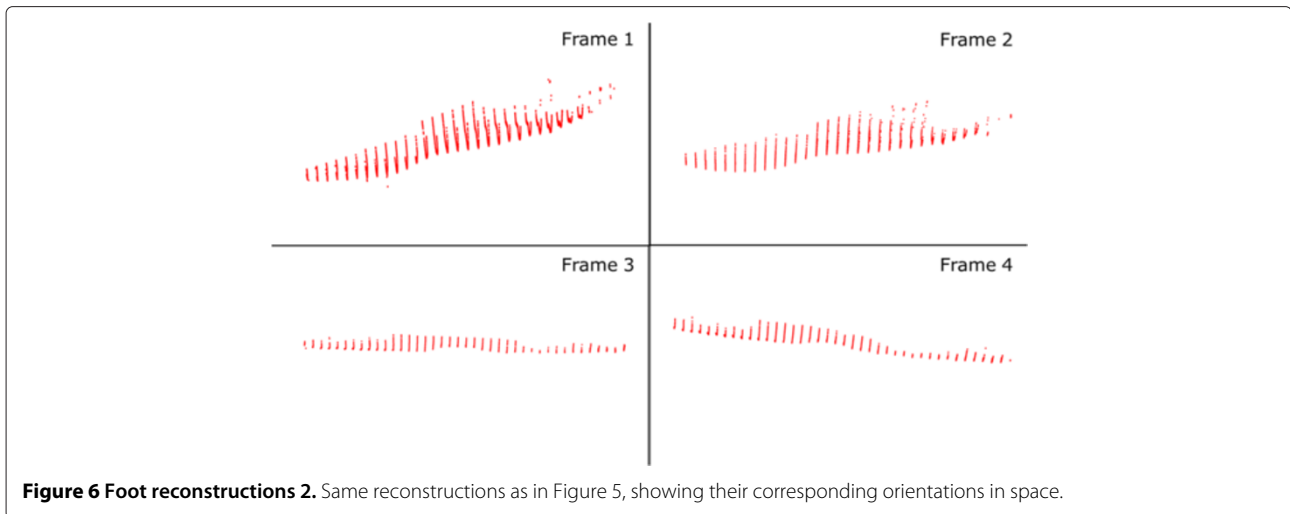 Frame 1
Frame 2
Frame 3
Frame 4
Figure 6 Foot reconstructions 2. Same reconstructions as in Figure 5, showing their corresponding orientations in space.